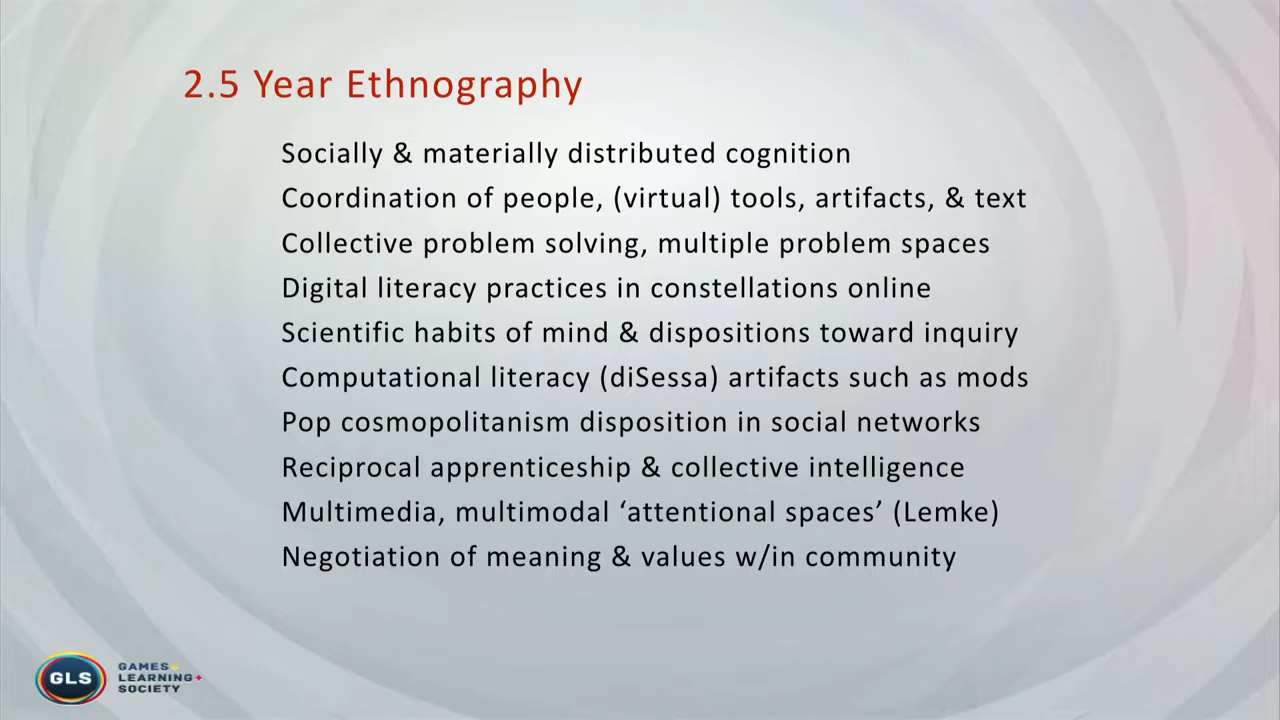 2.5 Year Ethnography
Socially & materially distributed cognition
Coordination of people, (virtual) tools, artifacts, & text
Collective problem solving, multiple problem spaces
Digital literacy practices in constellations online
Scientific habits of mind & dispositions toward inquiry
Computational literacy (diSessa) artifacts such as mods
Pop cosmopolitanism disposition in social networks
Reciprocal apprenticeship & collective intelligence
Multimedia, multimodal ‘attentional spaces’ (Lemke)
Negotiation of meaning & values w/in community
GLS
GAMES+
LEARNING+
SOCIETY